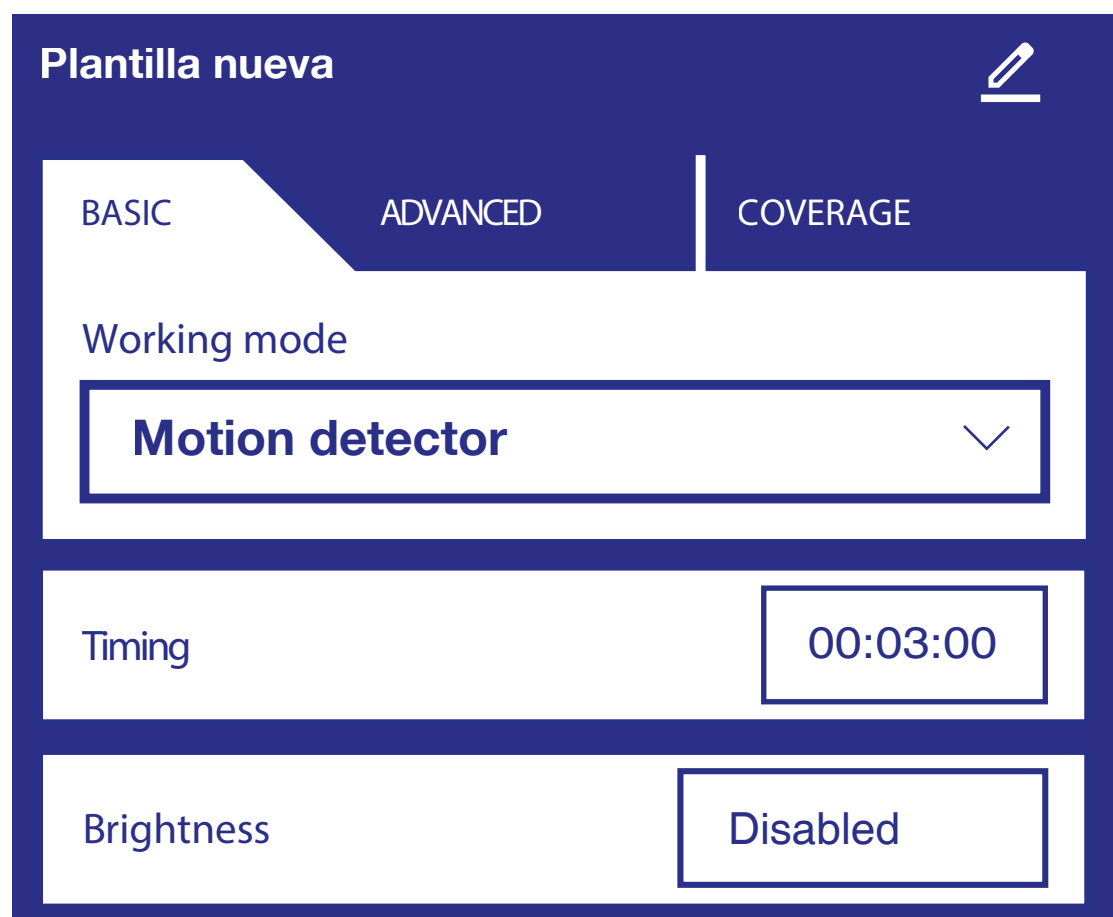 Plantilla nueva
BASIC ADVANCED COVERAGE
Working mode
Motion detector
Timing 00:03:00
Brightness Disabled